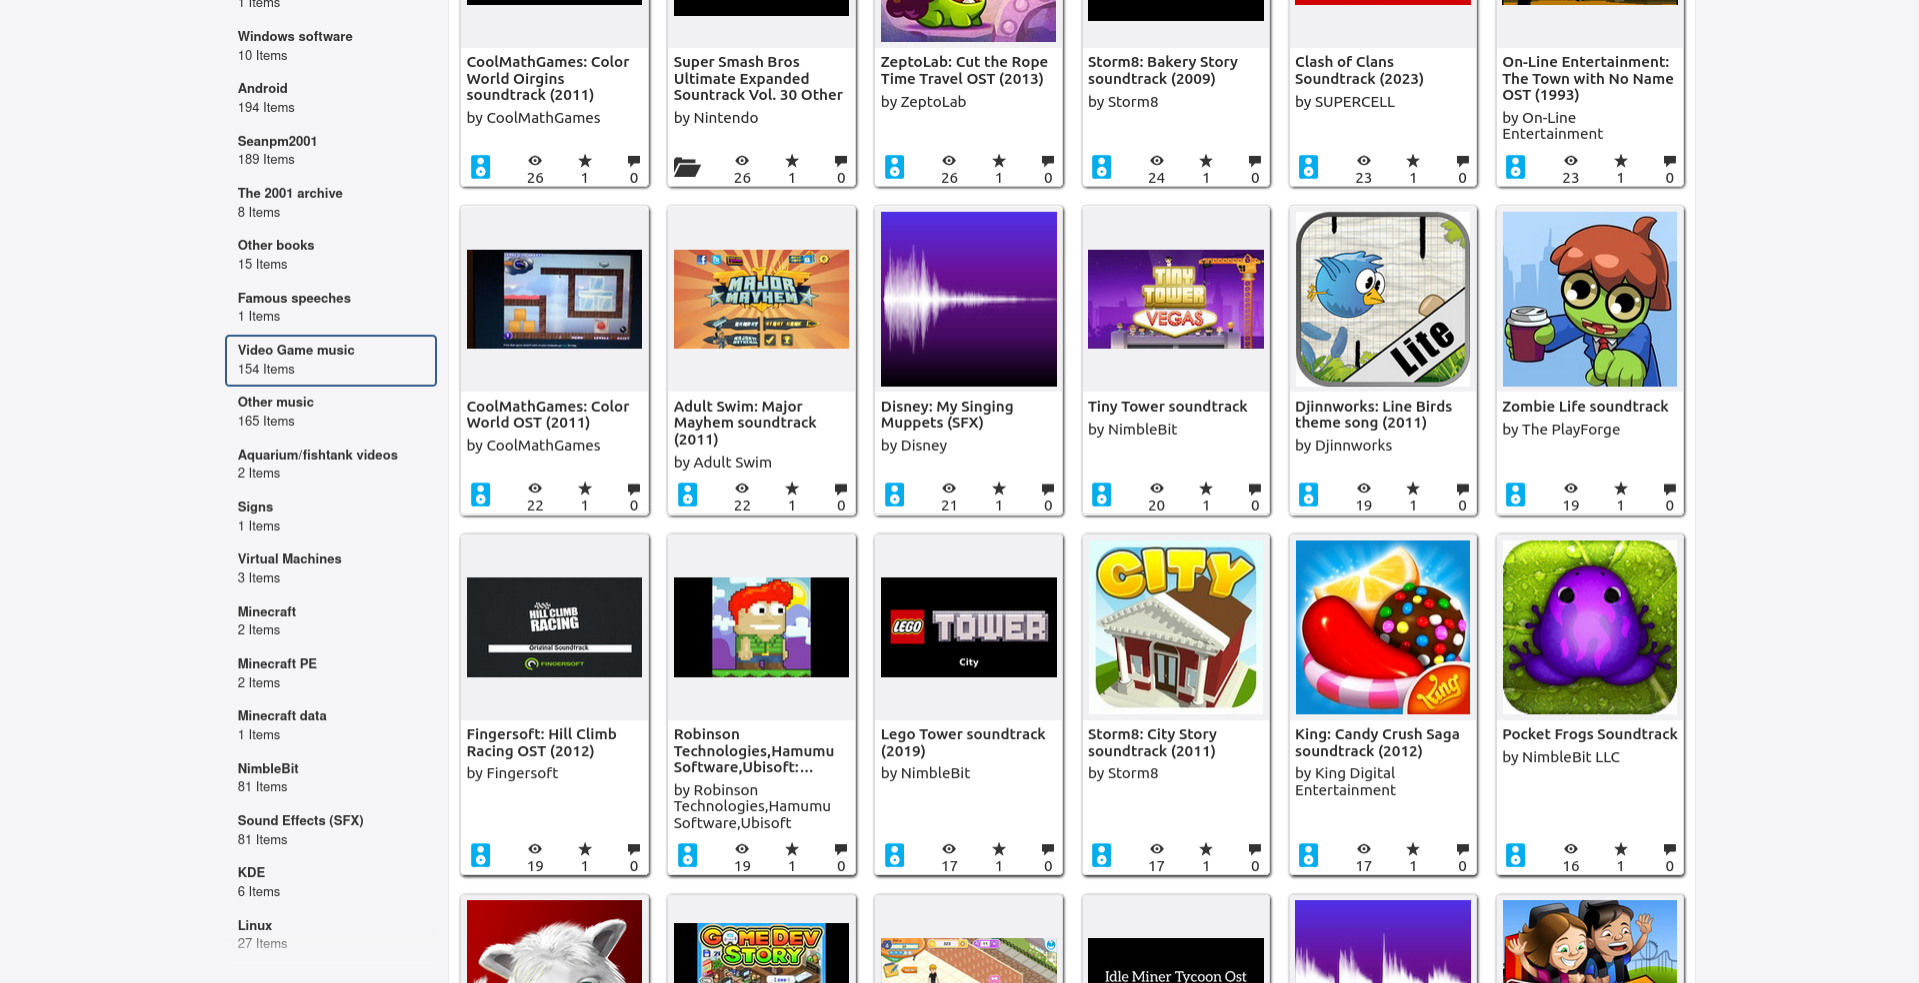 1 Items
Windows software
10 Items
Android
194 Items
Seanpm2001
189 Items
The 2001 archive
8 Items
Other books
15 Items
Famous speeches
1 Items
Video Game music
154 Items
Other music
165 Items
Aquarium/fishtank videos
2 Items
Signs
1 Items
Virtual Machines
3 Items
Minecraft
2 Items
Minecraft PE
2 Items
Minecraft data
1 Items
NimbleBit
81 Items
Sound Effects (SFX)
81 Items
KDE
6 Items
Linux
27 Items
CoolMathGames: Color
World Oirgins
soundtrack (2011)
by CoolMathGames
26 1 0
Super Smash Bros
Ultimate Expanded
Sountrack Vol. 30 Other
by Nintendo
26 1 0
ZeptoLab: Cut the Rope
Time Travel OST (2013)
by ZeptoLab
26 1 0
Storm8: Bakery Story
soundtrack (2009)
by Storm8
24 1 0
Clash of Clans
Soundtrack (2023)
by SUPERCELL
23 1 0
On-Line Entertainment:
The Town with No Name
OST (1993)
by On-Line
Entertainment
23 1 0
CoolMathGames: Color
World OST (2011)
by CoolMathGames
22 1 0
MAJOR
MAYHEM
Adult Swim: Major
Mayhem soundtrack
(2011)
by Adult Swim
22 1 0
Disney: My Singing
Muppets (SFX)
by Disney
21 1 0
TINY
TOWER
VEGAS
Tiny Tower soundtrack
by NimbleBit
20 1 0
Lite
Djinnworks: Line Birds
theme song (2011)
by Djinnworks
19 1 0
Zombie Life soundtrack
by The PlayForge
19 1 0
HILL CLIMB
RACING
Original Soundtrack
FINGERSOFT
Fingersoft: Hill Climb
Racing OST (2012)
by Fingersoft
19 1 0
Robinson
Technologies,Hamumu
Software,Ubisoft:...
by Robinson
Technologies,Hamumu
Software,Ubisoft
19 1 0
LEGO TOWER
City
Lego Tower soundtrack
(2019)
by NimbleBit
17 1 0
CITY
Storm8: City Story
soundtrack (2011)
by Storm8
17 1 0
King
King: Candy Crush Saga
soundtrack (2012)
by King Digital
Entertainment
17 1 0
Pocket Frogs Soundtrack
by NimbleBit LLC
16 1 0
GAME DEV
STORY
Idle Miner Tycoon Ost